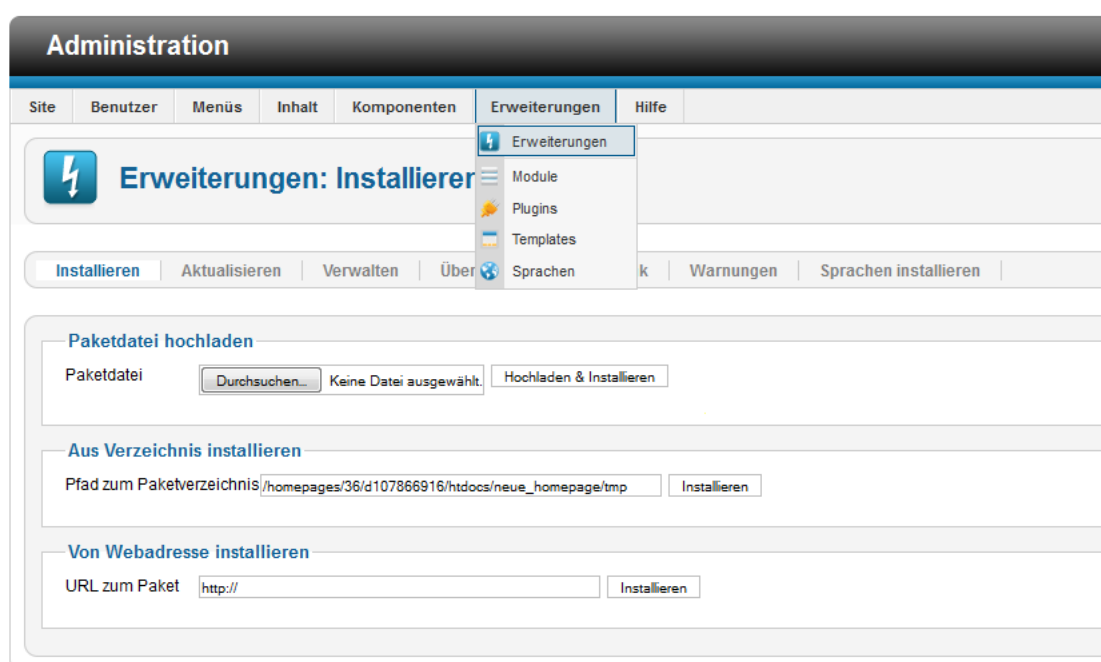 Administration
Site Benutzer Menüs Inhalt Komponenten Erweiterungen Hilfe
Erweiterungen
Module
Plugins
Templates
Sprachen
Erweiterungen: Installieren
Installieren Aktualisieren Verwalten Über k Warnungen Sprachen installieren
Paketdatei hochladen
Paketdatei Durchsuchen... Keine Datei ausgewählt. Hochladen & Installieren
Aus Verzeichnis installieren
Pfad zum Paketverzeichnis /homepages/36/d107866916/htdocs/neue_homepage/tmp Installieren
Von Webadresse installieren
URL zum Paket http:// Installieren